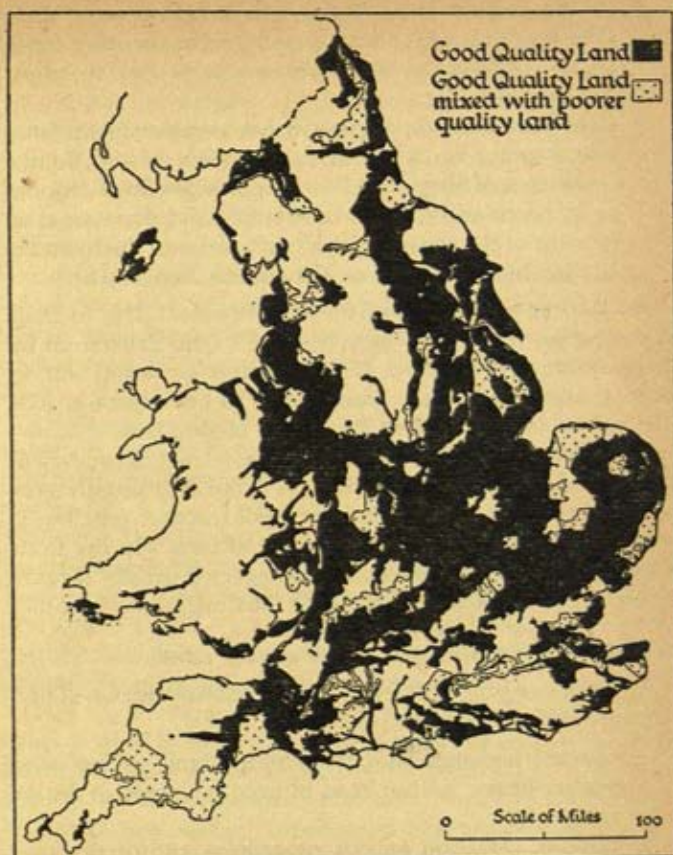 Good Quality Land
Good Quality Land
mixed with poorer
quality land
Scale of Miles
0 100